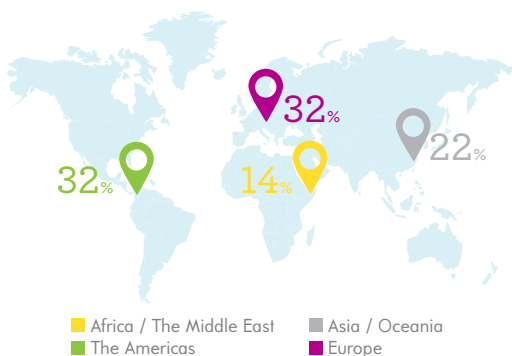 32%
22%
32%
14%
Africa / The Middle East
Asia / Oceania
The Americas
Europe